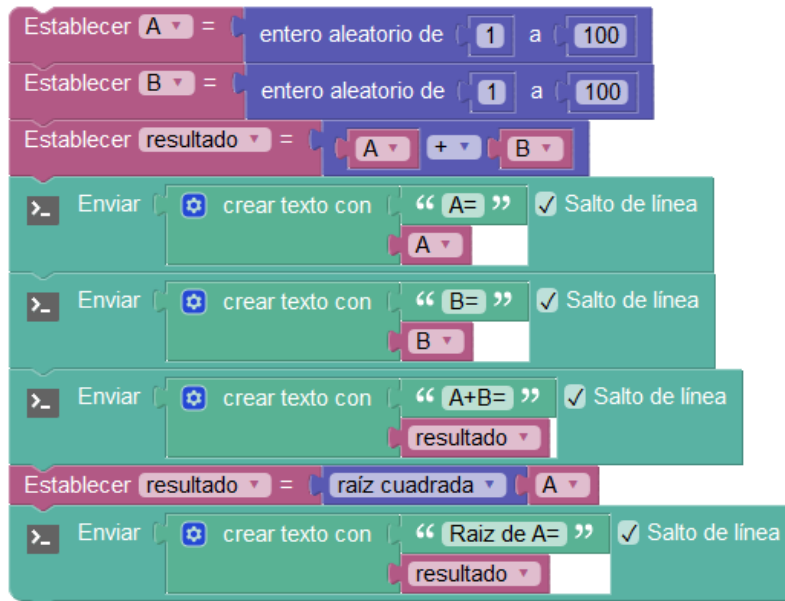 Establecer A = entero aleatorio de 1 a 100
Establecer B = entero aleatorio de 1 a 100
Establecer resultado = A + B
Enviar crear texto con “ A= ” Salto de línea
A
Enviar crear texto con “ B= ” Salto de línea
B
Enviar crear texto con “ A+B= ” Salto de línea
resultado
Establecer resultado = raíz cuadrada A
Enviar crear texto con “ Raiz de A= ” Salto de línea
resultado